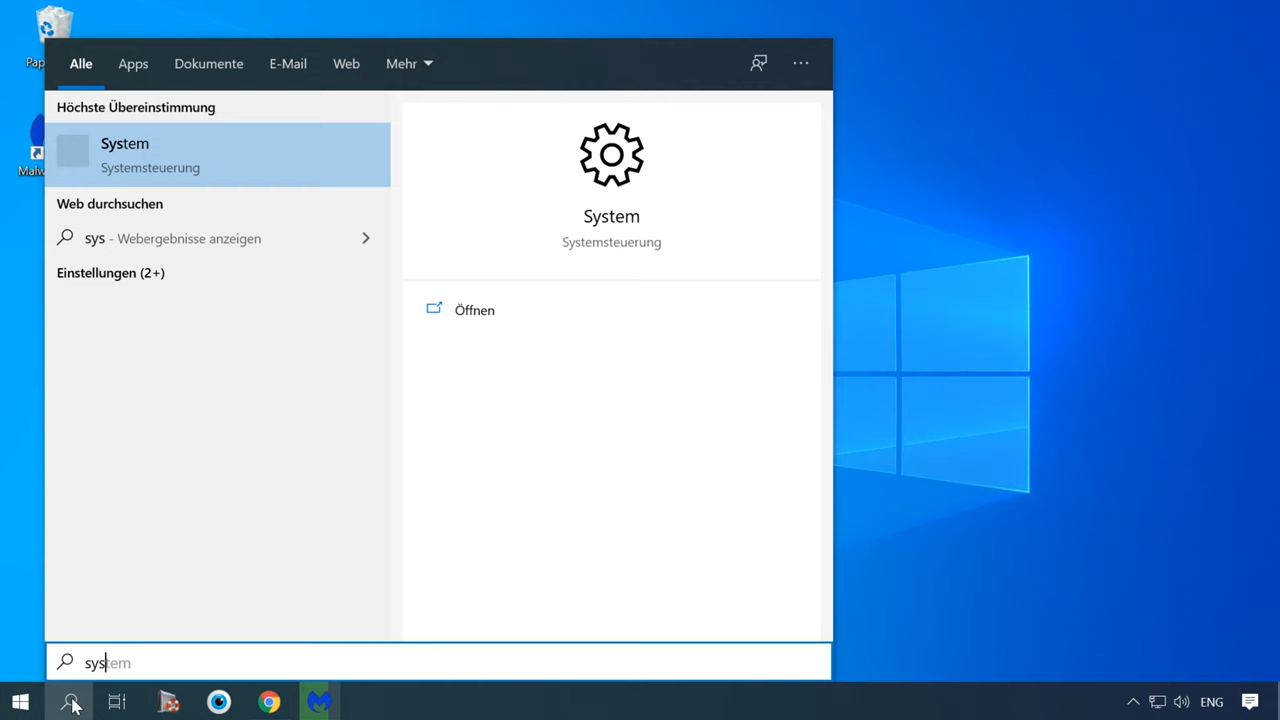 Alle Apps Dokumente E-Mail Web Mehr
Höchste Übereinstimmung
System
Systemsteuerung
Web durchsuchen
sys - Webergebnisse anzeigen
Einstellungen (2+)
System
Systemsteuerung
Öffnen
system
ENG